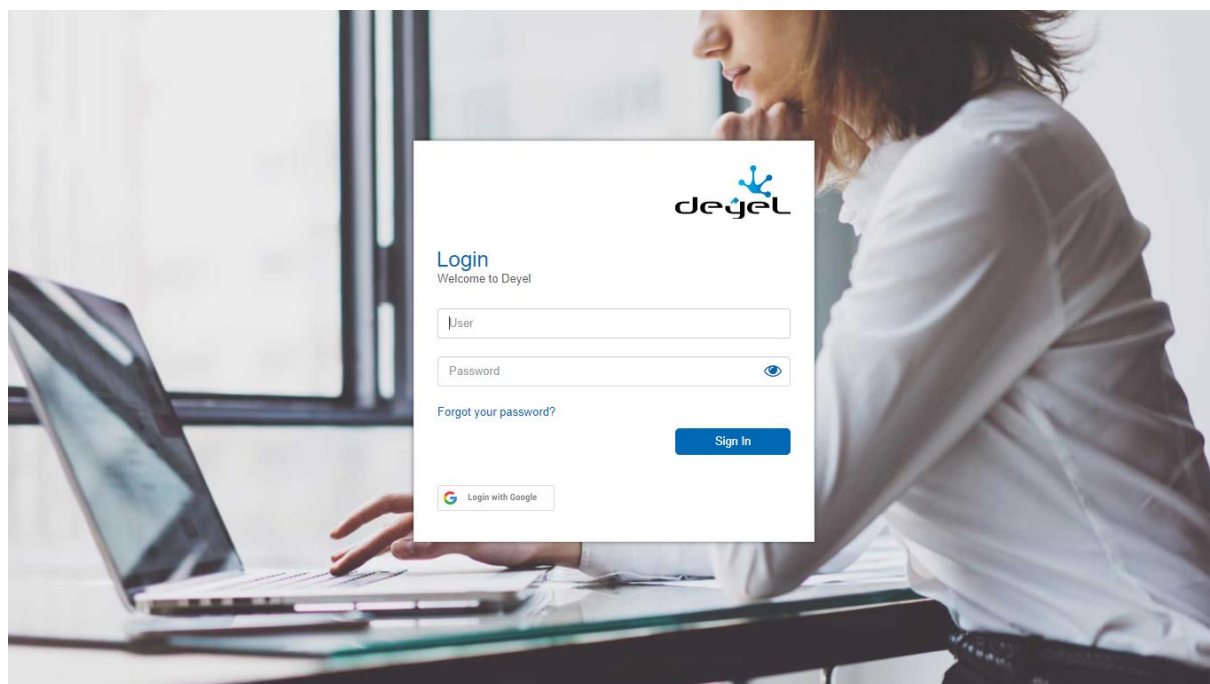 deyel
Login
Welcome to Deyel
User
Password
Forgot your password?
Sign In
Login with Google